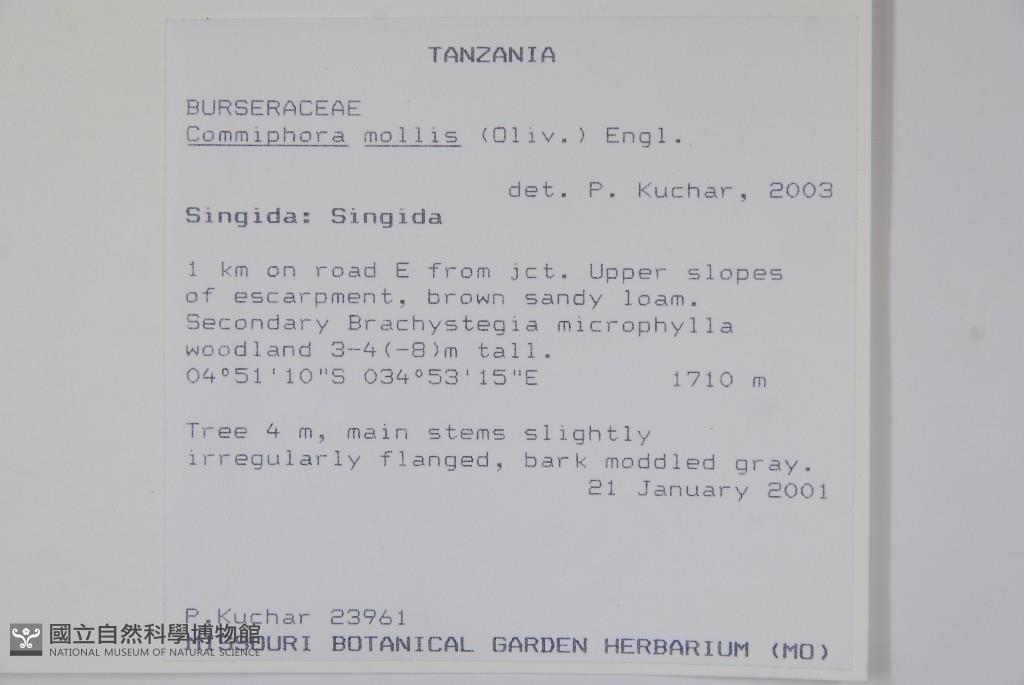 TANZANIA
BURSERACEAE
Commiphora mollis (Oliv.) Engl.
det. P. Kuchar, 2003
Singida: Singida
1 km on road E from jct. Upper slopes
of escarpment, brown sandy loam.
Secondary Brachystegia microphylla
woodland 3-4(-8)m tall.
04°51'10"S 034°53'15"E 1710 m
Tree 4 m, main stems slightly
irregularly flanged, bark moddled gray.
21 January 2001
P.Kuchar 23961
MISSOURI BOTANICAL GARDEN HERBARIUM (MO)
國立自然科學博物館
NATIONAL MUSEUM OF NATURAL SCIENCE